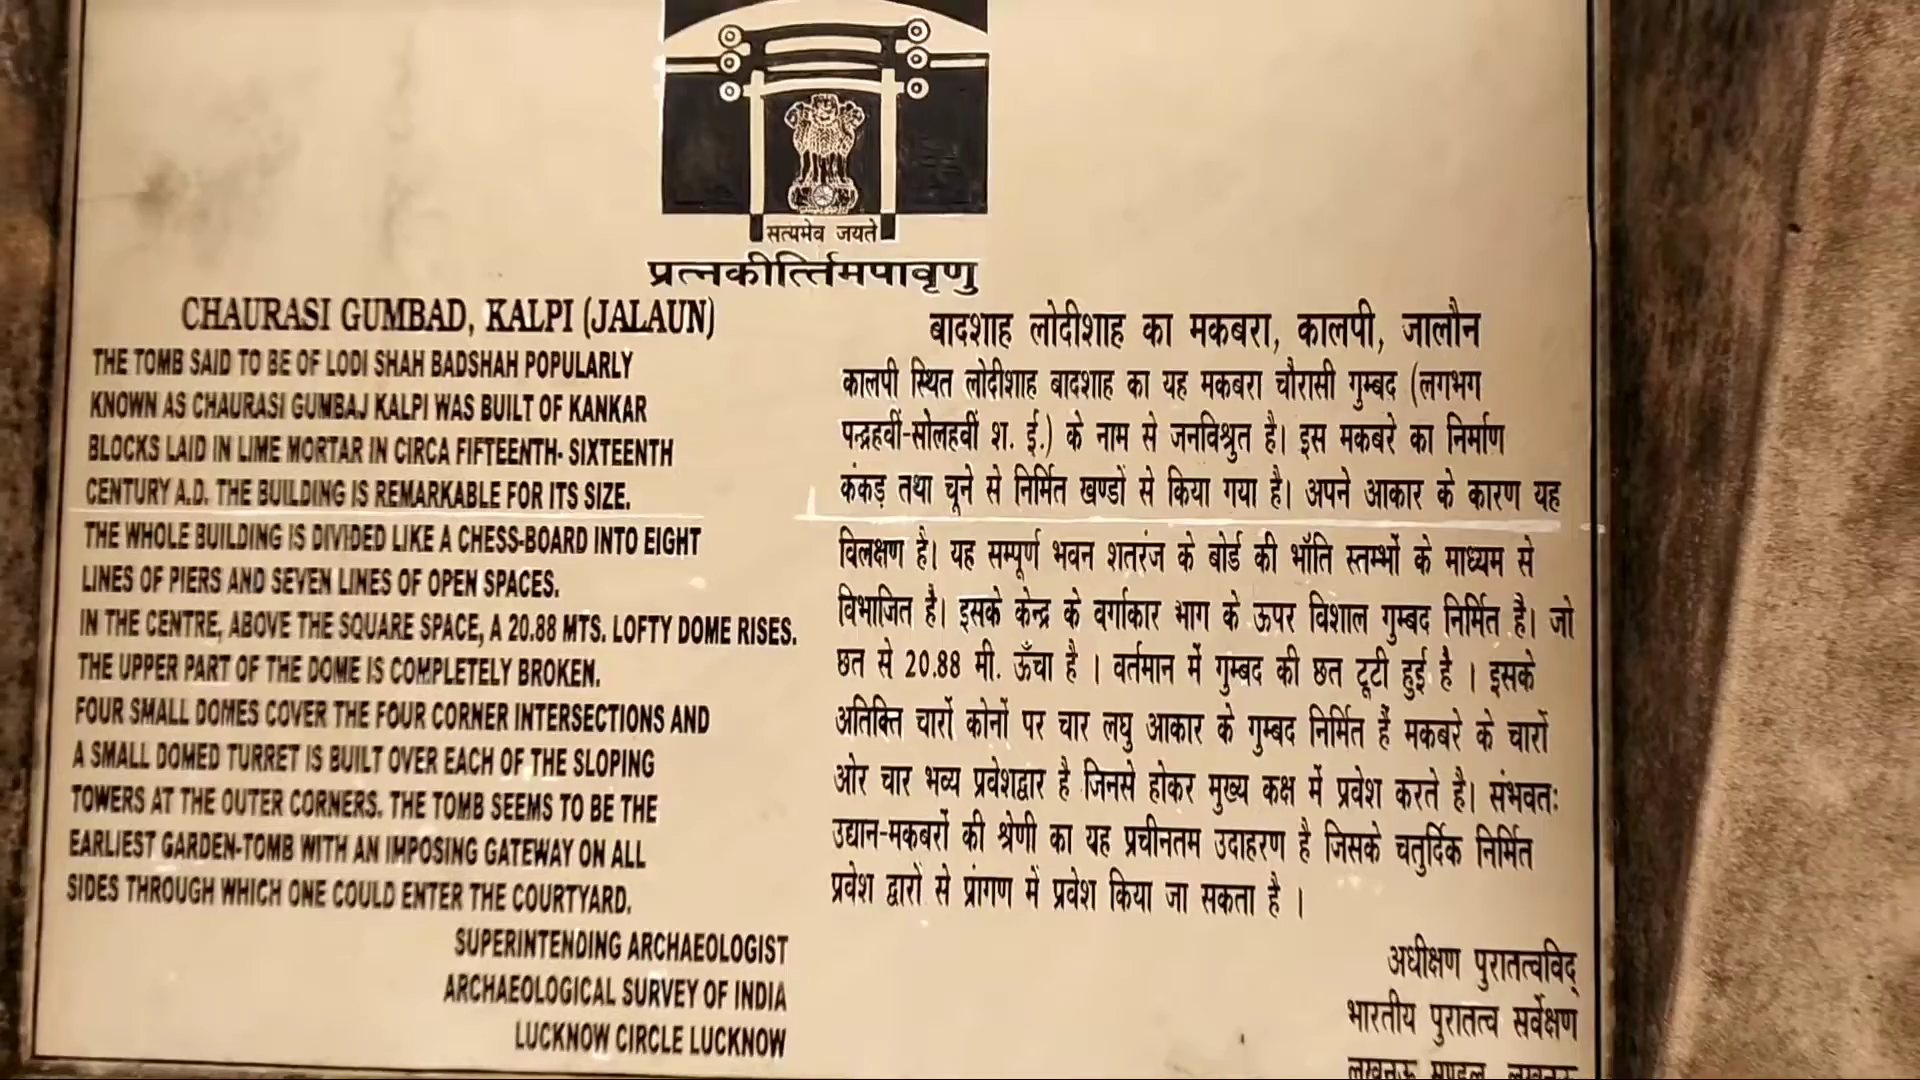 सत्यमेव जयते
प्रत्नकीर्त्तिमपावृणु
CHAURASI GUMBAD, KALPI (JALAUN)
THE TOMB SAID TO BE OF LODI SHAH BADSHAH POPULARLY
KNOWN AS CHAURASI GUMBAJ KALPI WAS BUILT OF KANKAR
BLOCKS LAID IN LIME MORTAR IN CIRCA FIFTEENTH- SIXTEENTH
CENTURY A.D. THE BUILDING IS REMARKABLE FOR ITS SIZE.
THE WHOLE BUILDING IS DIVIDED LIKE A CHESS-BOARD INTO EIGHT
LINES OF PIERS AND SEVEN LINES OF OPEN SPACES.
IN THE CENTRE, ABOVE THE SQUARE SPACE, A 20.88 MTS. LOFTY DOME RISES.
THE UPPER PART OF THE DOME IS COMPLETELY BROKEN.
FOUR SMALL DOMES COVER THE FOUR CORNER INTERSECTIONS AND
A SMALL DOMED TURRET IS BUILT OVER EACH OF THE SLOPING
TOWERS AT THE OUTER CORNERS. THE TOMB SEEMS TO BE THE
EARLIEST GARDEN-TOMB WITH AN IMPOSING GATEWAY ON ALL
SIDES THROUGH WHICH ONE COULD ENTER THE COURTYARD.
SUPERINTENDING ARCHAEOLOGIST
ARCHAEOLOGICAL SURVEY OF INDIA
LUCKNOW CIRCLE LUCKNOW
बादशाह लोदीशाह का मकबरा, कालपी, जालौन
कालपी स्थित लोदीशाह बादशाह का यह मकबरा चौरासी गुम्बद (लगभग
पन्द्रहवीं-सोलहवीं श. ई.) के नाम से जनविश्रुत है। इस मकबरे का निर्माण
कंकड़ तथा चूने से निर्मित खण्डों से किया गया है। अपने आकार के कारण यह
विलक्षण है। यह सम्पूर्ण भवन शतरंज के बोर्ड की भाँति स्तम्भों के माध्यम से
विभाजित है। इसके केन्द्र के वर्गाकार भाग के ऊपर विशाल गुम्बद निर्मित है। जो
छत से 20.88 मी. ऊँचा है । वर्तमान में गुम्बद की छत टूटी हुई है । इसके
चारों कोनों पर चार लघु आकार के गुम्बद निर्मित हैं मकबरे के चारों
ओर चार भव्य प्रवेशद्वार है जिनसे होकर मुख्य कक्ष में प्रवेश करते है। संभवतः
उद्यान-मकबरों की श्रेणी का यह प्रचीनतम उदाहरण है जिसके चतुर्दिक निर्मित
प्रवेश द्वारों से प्रांगण में प्रवेश किया जा सकता है ।
अधीक्षण पुरातत्वविद्
भारतीय पुरातत्व सर्वेक्षण